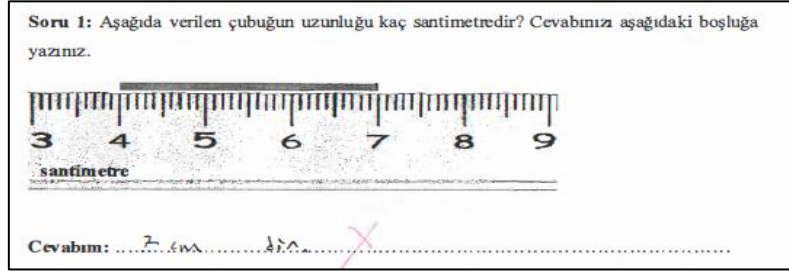 Soru 1: Aşağıda verilen çubuğun uzunluğu kaç santimetredir? Cevabınızı aşağıdaki boşluğa
yazınız.
3 4 5 6 7 8 9
santimetre
Cevabım: 7 cm dir.